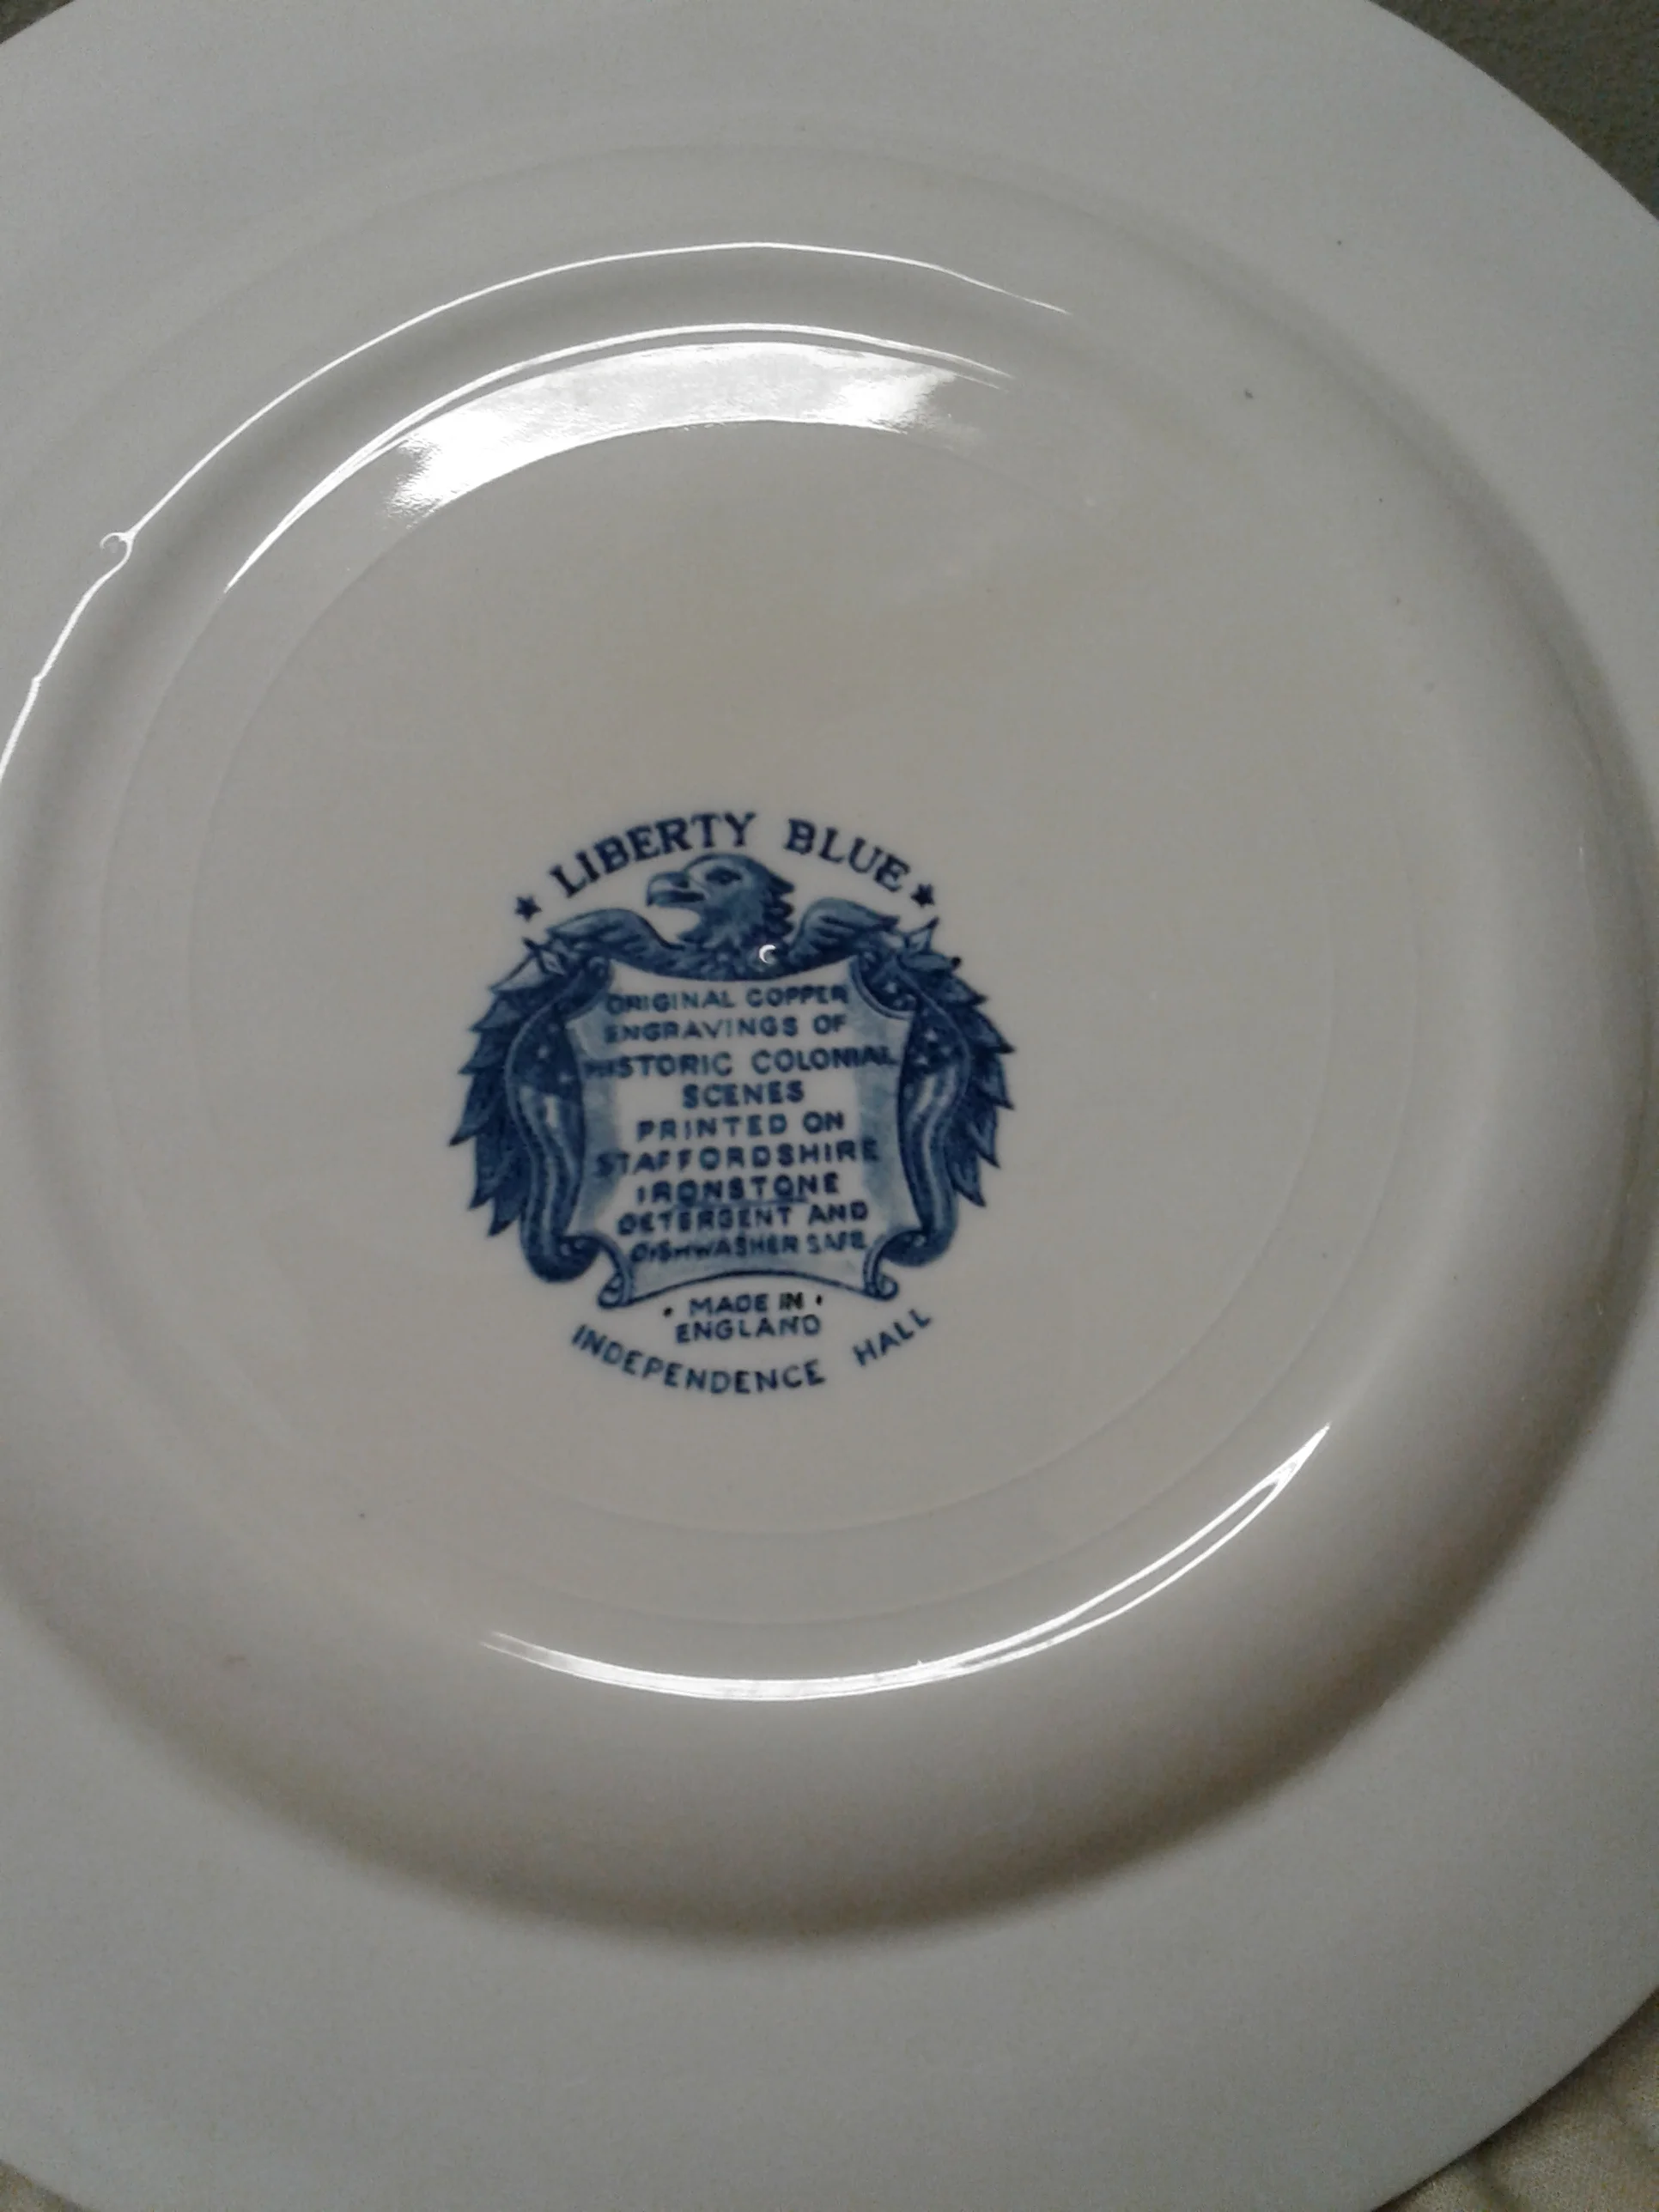 ★ LIBERTY BLUE ★
ORIGINAL COPPER
ENGRAVINGS OF
HISTORIC COLONIAL
SCENES
PRINTED ON
STAFFORDSHIRE
IRONSTONE
DETERGENT AND
DISHWASHER SAFE
• MADE IN •
ENGLAND
INDEPENDENCE HALL